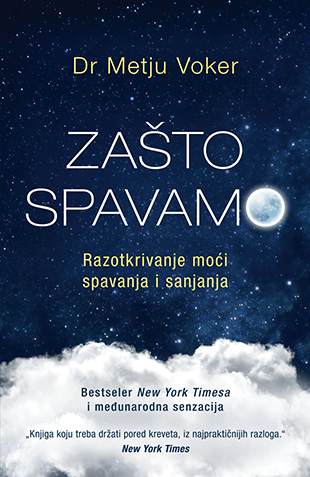 Dr Metju Voker
ZAŠTO
SPAVAMO
Razotkrivanje moći
spavanja i sanjanja
Bestseler New York Timesa
i međunarodna senzacija
„Knjiga koju treba držati pored kreveta, iz najpraktičnijih razloga.“
New York Times